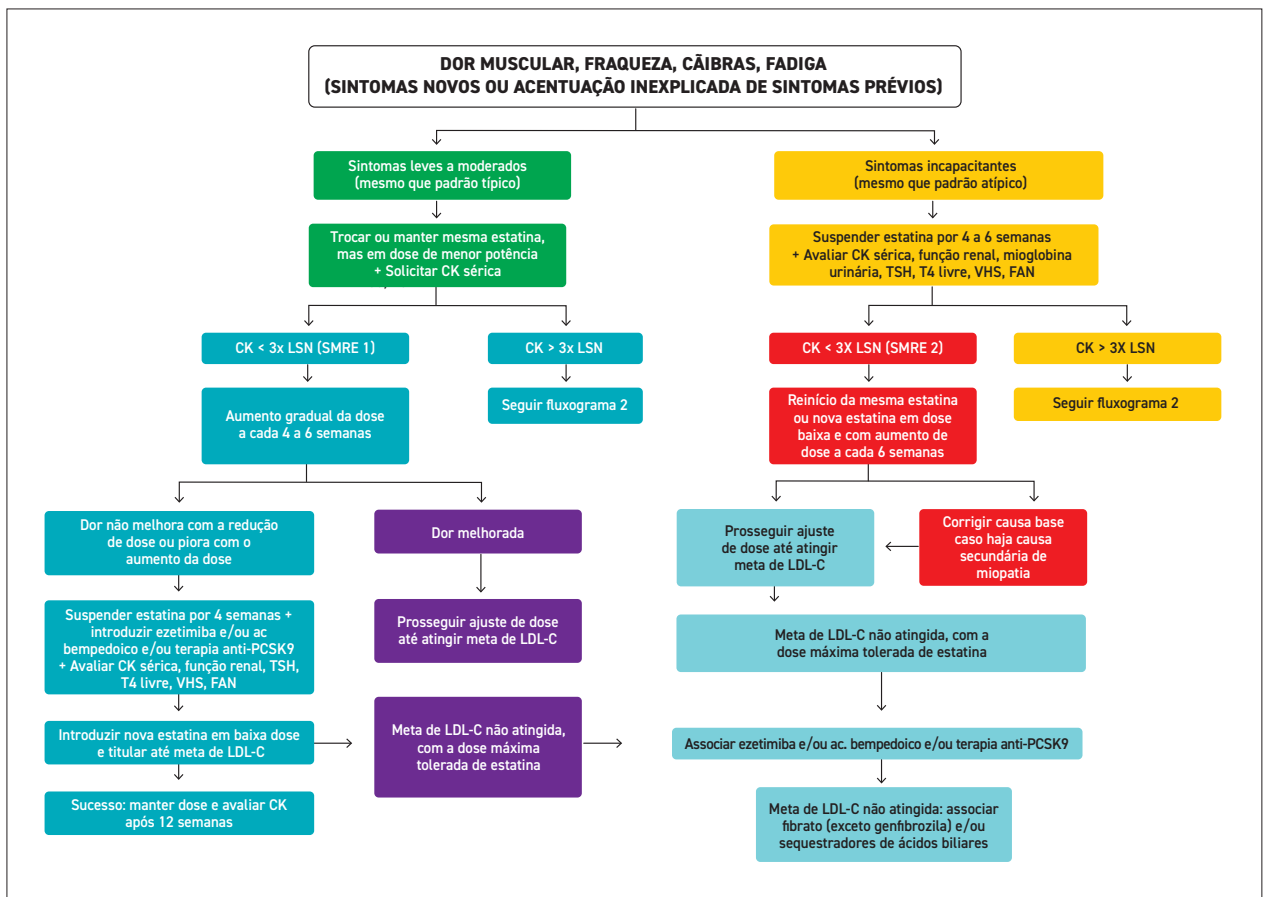 DOR MUSCULAR, FRAQUEZA, CÃIBRAS, FADIGA
(SINTOMAS NOVOS OU ACENTUAÇÃO INEXPLICADA DE SINTOMAS PRÉVIOS)
Sintomas leves a moderados
(mesmo que padrão típico)
Sintomas incapacitantes
(mesmo que padrão atípico)
Trocar ou manter mesma estatina,
mas em dose de menor potência
+ Solicitar CK sérica
Suspender estatina por 4 a 6 semanas
+ Avaliar CK sérica, função renal, mioglobina
urinária, TSH, T4 livre, VHS, FAN
CK < 3x LSN (SMRE 1)
CK > 3x LSN
CK < 3X LSN (SMRE 2)
CK > 3X LSN
Aumento gradual da dose
a cada 4 a 6 semanas
Seguir fluxograma 2
Reinício da mesma estatina
ou nova estatina em dose
baixa e com aumento de
dose a cada 6 semanas
Seguir fluxograma 2
Dor não melhora com a redução
de dose ou piora com o
aumento da dose
Dor melhorada
Prosseguir ajuste
de dose até atingir
meta de LDL-C
Corrigir causa base
caso haja causa
secundária de
miopatia
Suspender estatina por 4 semanas +
introduzir ezetimiba e/ou ac
bempedoico e/ou terapia anti-PCSK9
+ Avaliar CK sérica, função renal, TSH,
T4 livre, VHS, FAN
Prosseguir ajuste de dose
até atingir meta de LDL-C
Meta de LDL-C não atingida, com a
dose máxima tolerada de estatina
Introduzir nova estatina em baixa dose
e titular até meta de LDL-C
Meta de LDL-C não atingida,
com a dose máxima
tolerada de estatina
Associar ezetimiba e/ou ac. bempedoico e/ou terapia anti-PCSK9
Sucesso: manter dose e avaliar CK
após 12 semanas
Meta de LDL-C não atingida: associar
fibrato (exceto genfibrozila) e/ou
sequestradores de ácidos biliares